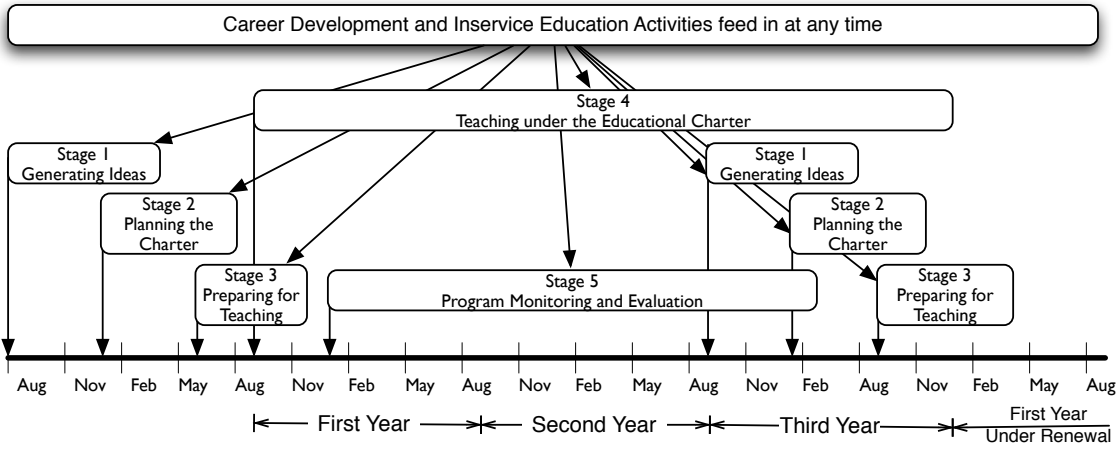 Career Development and Inservice Education Activities feed in at any time
Stage 4
Teaching under the Educational Charter
Stage 1
Generating Ideas
Stage 1
Generating Ideas
Stage 2
Planning the
Charter
Stage 2
Planning the
Charter
Stage 3
Preparing for
Teaching
Stage 5
Program Monitoring and Evaluation
Stage 3
Preparing for
Teaching
Aug Nov Feb May Aug Nov Feb May Aug Nov Feb May Aug Nov Feb May Aug Nov Feb May Aug
First Year Second Year Third Year
First Year
Under Renewal